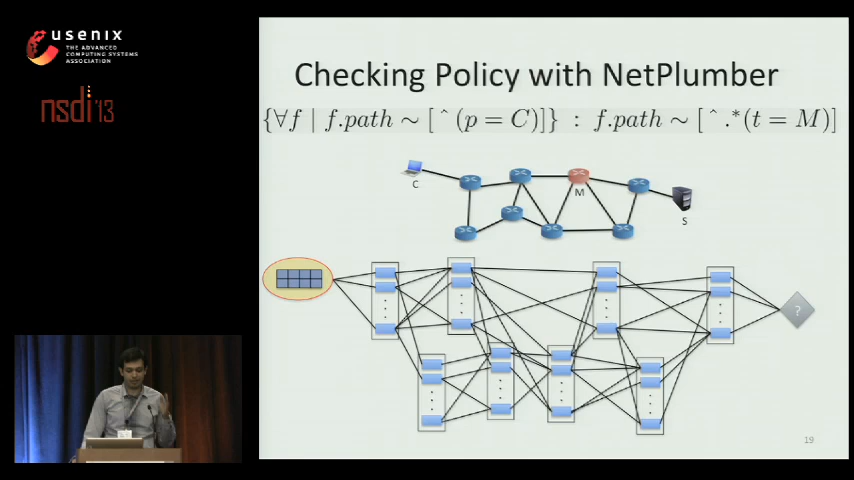 usenix
THE ADVANCED
COMPUTING SYSTEMS
ASSOCIATION
nsdi '13
Checking Policy with NetPlumber
{∀f | f.path ∼ [^(p = C)]} : f.path ∼ [^.*(t = M)]
C
M
S
?
19